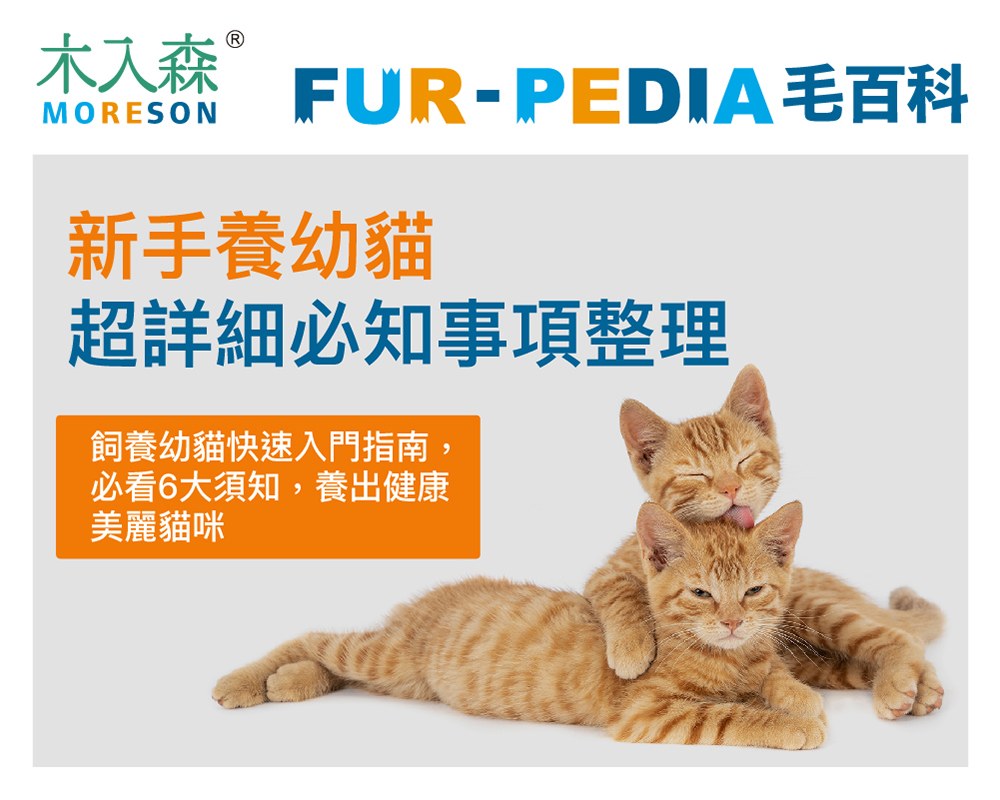 木入森®
MORESON
FUR-PEDIA毛百科
新手養幼貓
超詳細必知事項整理
飼養幼貓快速入門指南，
必看6大須知，養出健康
美麗貓咪